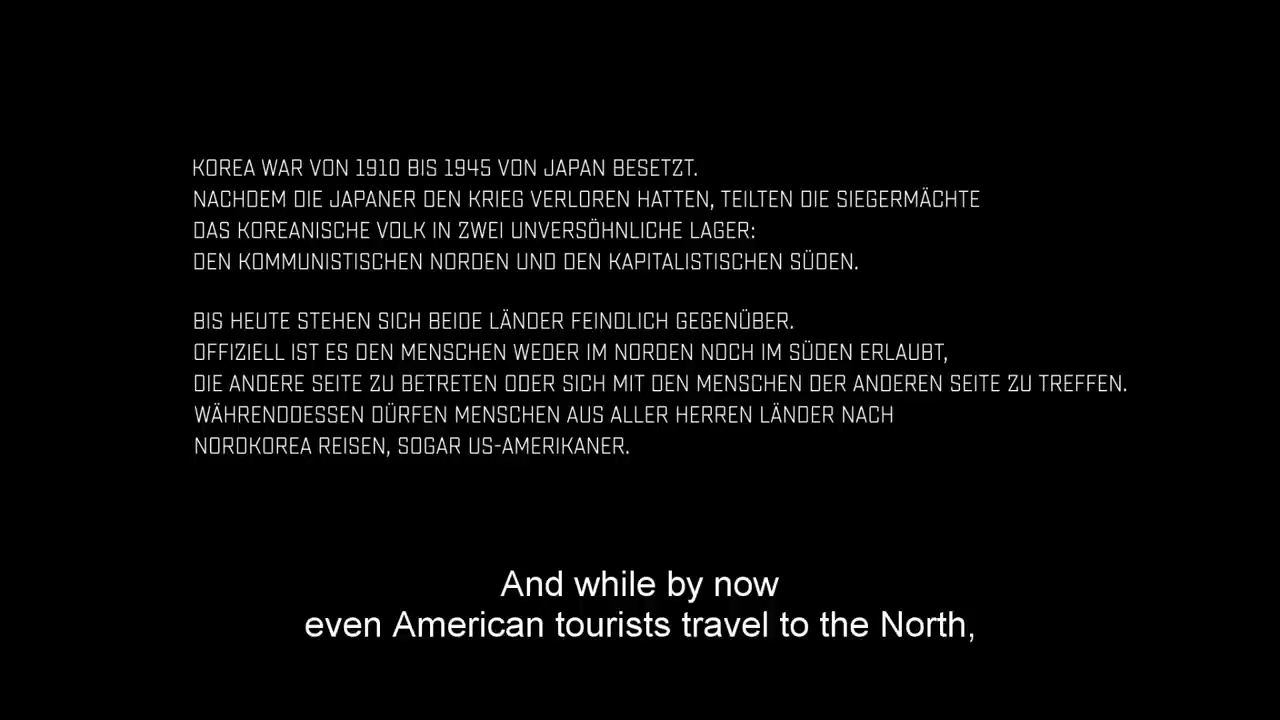 KOREA WAR VON 1910 BIS 1945 VON JAPAN BESETZT.
NACHDEM DIE JAPANER DEN KRIEG VERLOREN HATTEN, TEILTEN DIE SIEGERMÄCHTE
DAS KOREANISCHE VOLK IN ZWEI UNVERSÖHNLICHE LAGER:
DEN KOMMUNISTISCHEN NORDEN UND DEN KAPITALISTISCHEN SÜDEN.
BIS HEUTE STEHEN SICH BEIDE LÄNDER FEINDLICH GEGENÜBER.
OFFIZIELL IST ES DEN MENSCHEN WEDER IM NORDEN NOCH IM SÜDEN ERLAUBT,
DIE ANDERE SEITE ZU BETRETEN ODER SICH MIT DEN MENSCHEN DER ANDEREN SEITE ZU TREFFEN.
WÄHRENDDESSEN DÜRFEN MENSCHEN AUS ALLER HERREN LÄNDER NACH
NORDKOREA REISEN, SOGAR US-AMERIKANER.
And while by now
even American tourists travel to the North,